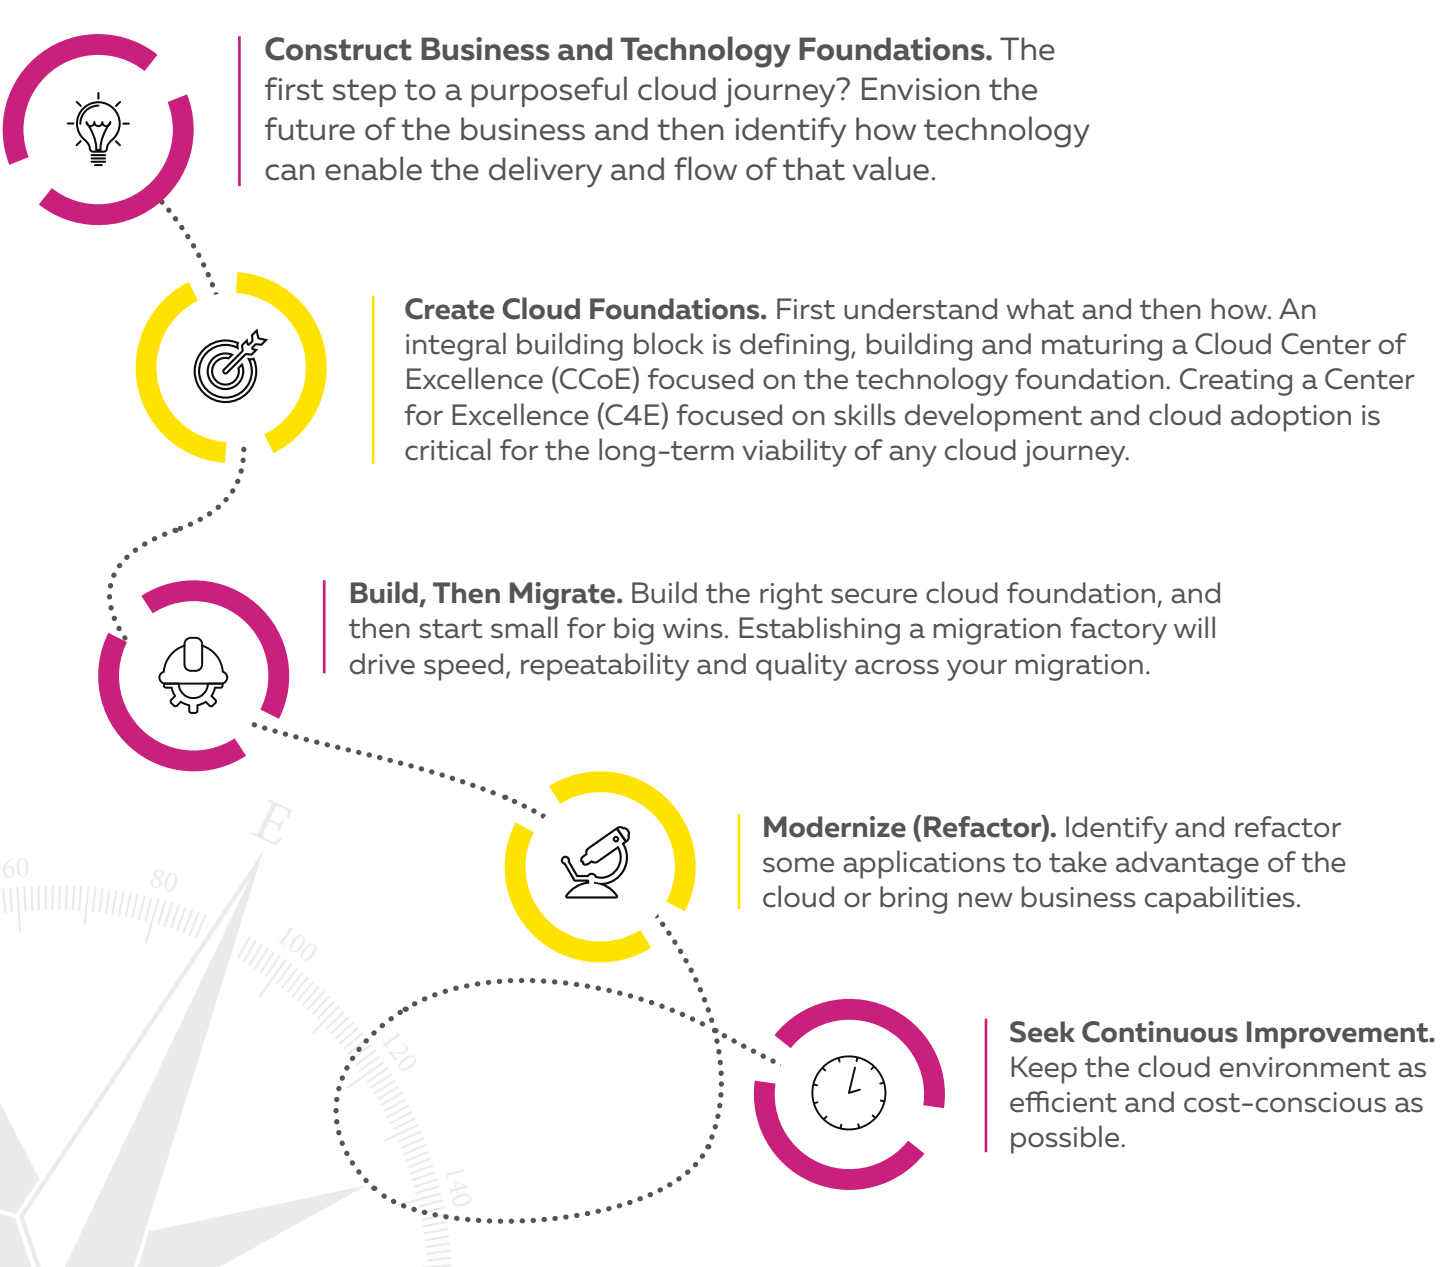 Construct Business and Technology Foundations. The
first step to a purposeful cloud journey? Envision the
future of the business and then identify how technology
can enable the delivery and flow of that value.
Create Cloud Foundations. First understand what and then how. An
integral building block is defining, building and maturing a Cloud Center of
Excellence (CCoE) focused on the technology foundation. Creating a Center
for Excellence (C4E) focused on skills development and cloud adoption is
critical for the long-term viability of any cloud journey.
Build, Then Migrate. Build the right secure cloud foundation, and
then start small for big wins. Establishing a migration factory will
drive speed, repeatability and quality across your migration.
Modernize (Refactor). Identify and refactor
some applications to take advantage of the
cloud or bring new business capabilities.
Seek Continuous Improvement.
Keep the cloud environment as
efficient and cost-conscious as
possible.
E
60
80
100
120
140